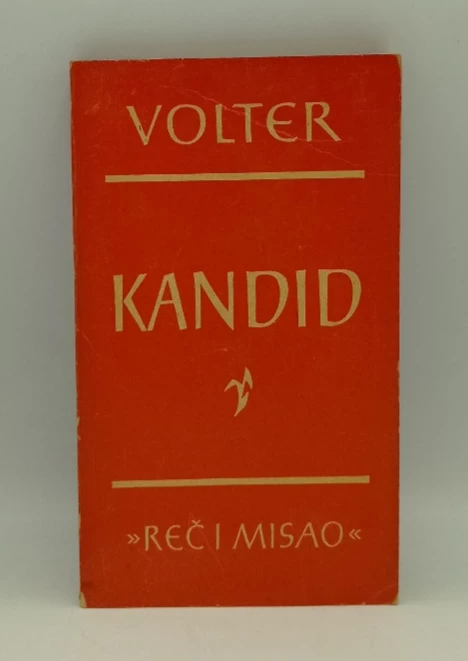 VOLTER
KANDID
»REČ I MISAO«